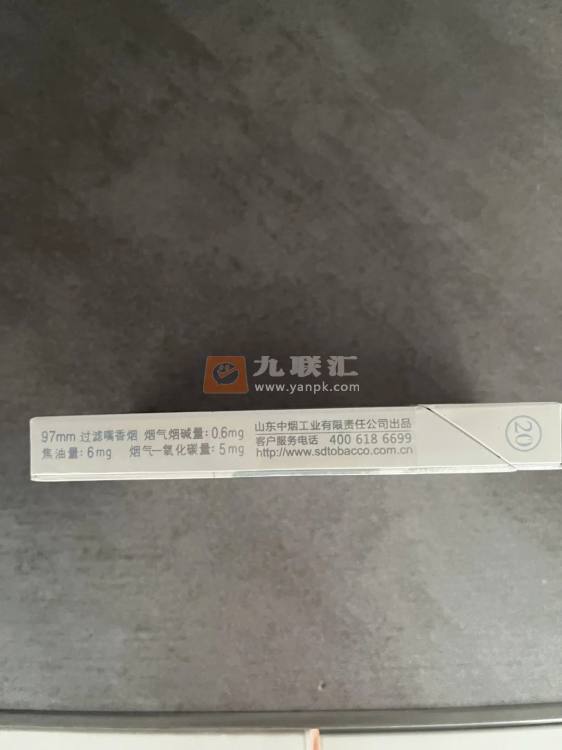 九联汇
www.yanpk.com
97mm 过滤嘴香烟 烟气烟碱量:0.6mg
焦油量:6mg 烟气一氧化碳量:5mg
山东中烟工业有限责任公司出品
客户服务电话 400 618 6699
http://www.sdtobacco.com.cn
20